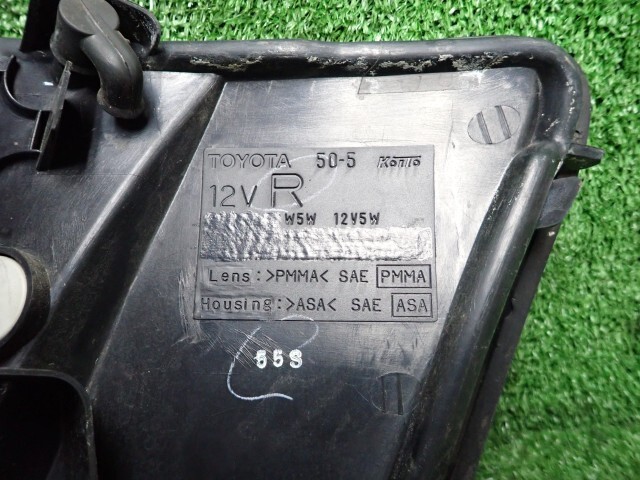 TOYOTA 50-5 Koito
12V R
W5W 12V5W
Lens:>PMMA< SAE PMMA
Housing:>ASA< SAE ASA
55S